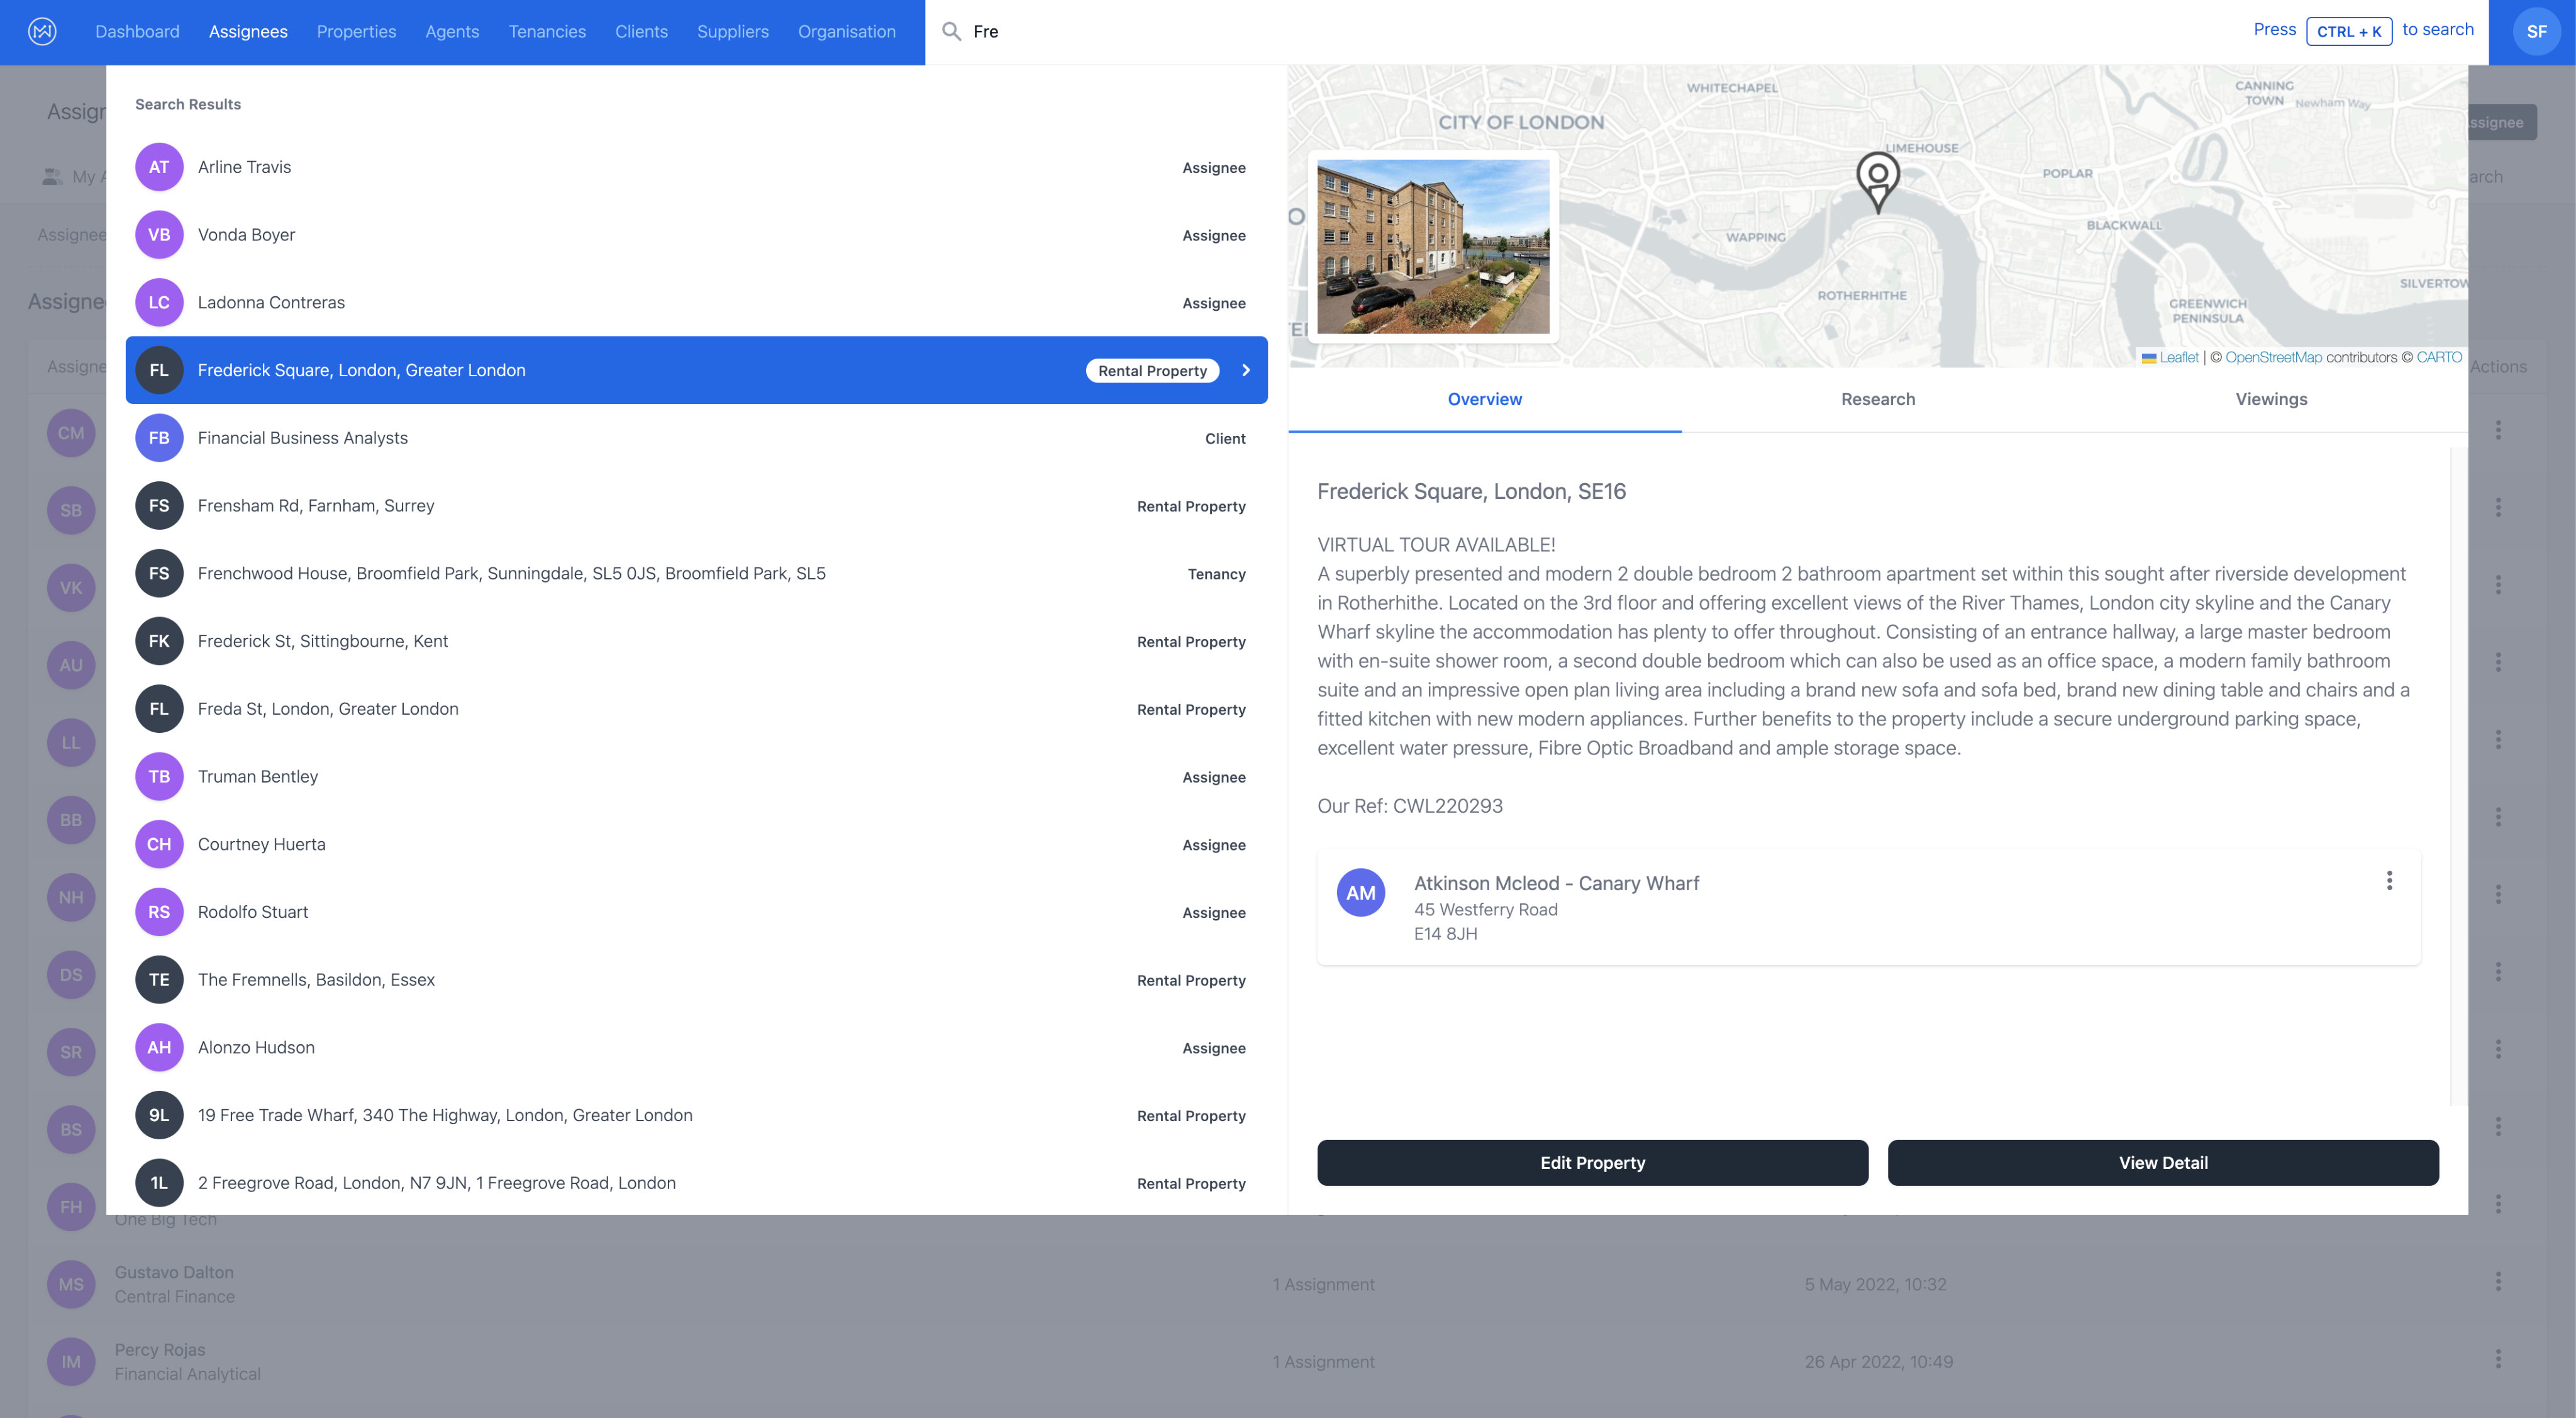 Dashboard Assignees Properties Agents Tenancies Clients Suppliers Organisation
Fre
Press CTRL + K to search
SF
Search Results
AT Arline Travis Assignee
VB Vonda Boyer Assignee
LC Ladonna Contreras Assignee
FL Frederick Square, London, Greater London Rental Property
FB Financial Business Analysts Client
FS Frensham Rd, Farnham, Surrey Rental Property
FS Frenchwood House, Broomfield Park, Sunningdale, SL5 0JS, Broomfield Park, SL5 Tenancy
FK Frederick St, Sittingbourne, Kent Rental Property
FL Freda St, London, Greater London Rental Property
TB Truman Bentley Assignee
CH Courtney Huerta Assignee
RS Rodolfo Stuart Assignee
TE The Fremnells, Basildon, Essex Rental Property
AH Alonzo Hudson Assignee
9L 19 Free Trade Wharf, 340 The Highway, London, Greater London Rental Property
1L 2 Freegrove Road, London, N7 9JN, 1 Freegrove Road, London Rental Property
WHITECHAPEL
CANNING
TOWN
Newham Way
CITY OF LONDON
LIMEHOUSE
POPLAR
BLACKWALL
WAPPING
ROTHERHITHE
SILVERTOW
GREENWICH
PENINSULA
Leaflet | © OpenStreetMap contributors © CARTO
Overview Research Viewings
Frederick Square, London, SE16
VIRTUAL TOUR AVAILABLE!
A superbly presented and modern 2 double bedroom 2 bathroom apartment set within this sought after riverside development
in Rotherhithe. Located on the 3rd floor and offering excellent views of the River Thames, London city skyline and the Canary
Wharf skyline the accommodation has plenty to offer throughout. Consisting of an entrance hallway, a large master bedroom
with en-suite shower room, a second double bedroom which can also be used as an office space, a modern family bathroom
suite and an impressive open plan living area including a brand new sofa and sofa bed, brand new dining table and chairs and a
fitted kitchen with new modern appliances. Further benefits to the property include a secure underground parking space,
excellent water pressure, Fibre Optic Broadband and ample storage space.
Our Ref: CWL220293
AM
Atkinson Mcleod - Canary Wharf
45 Westferry Road
E14 8JH
Edit Property
View Detail
Assign
My A
Assignee
Assigne
Assigne
ssignee
arch
Actions
CM
SB
VK
AU
LL
BB
NH
DS
SR
BS
FH
One Big Tech
MS
Gustavo Dalton
Central Finance
1 Assignment
5 May 2022, 10:32
IM
Percy Rojas
Financial Analytical
1 Assignment
26 Apr 2022, 10:49